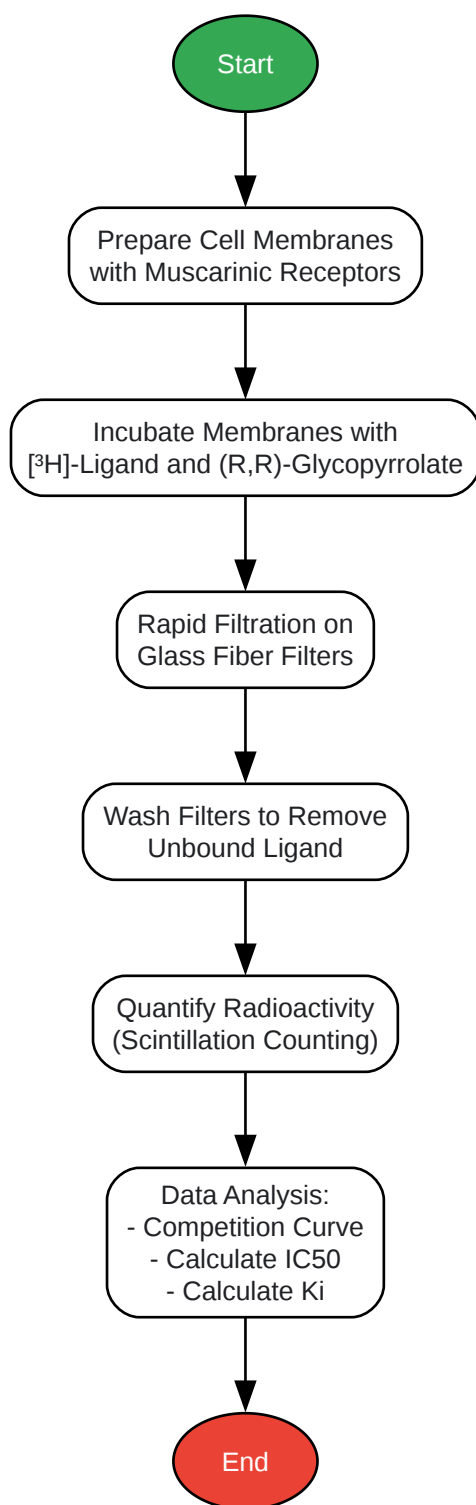 Start
Prepare Cell Membranes
with Muscarinic Receptors
Incubate Membranes with
[³H]-Ligand and (R,R)-Glycopyrrolate
Rapid Filtration on
Glass Fiber Filters
Wash Filters to Remove
Unbound Ligand
Quantify Radioactivity
(Scintillation Counting)
Data Analysis:
- Competition Curve
- Calculate IC50
- Calculate Ki
End